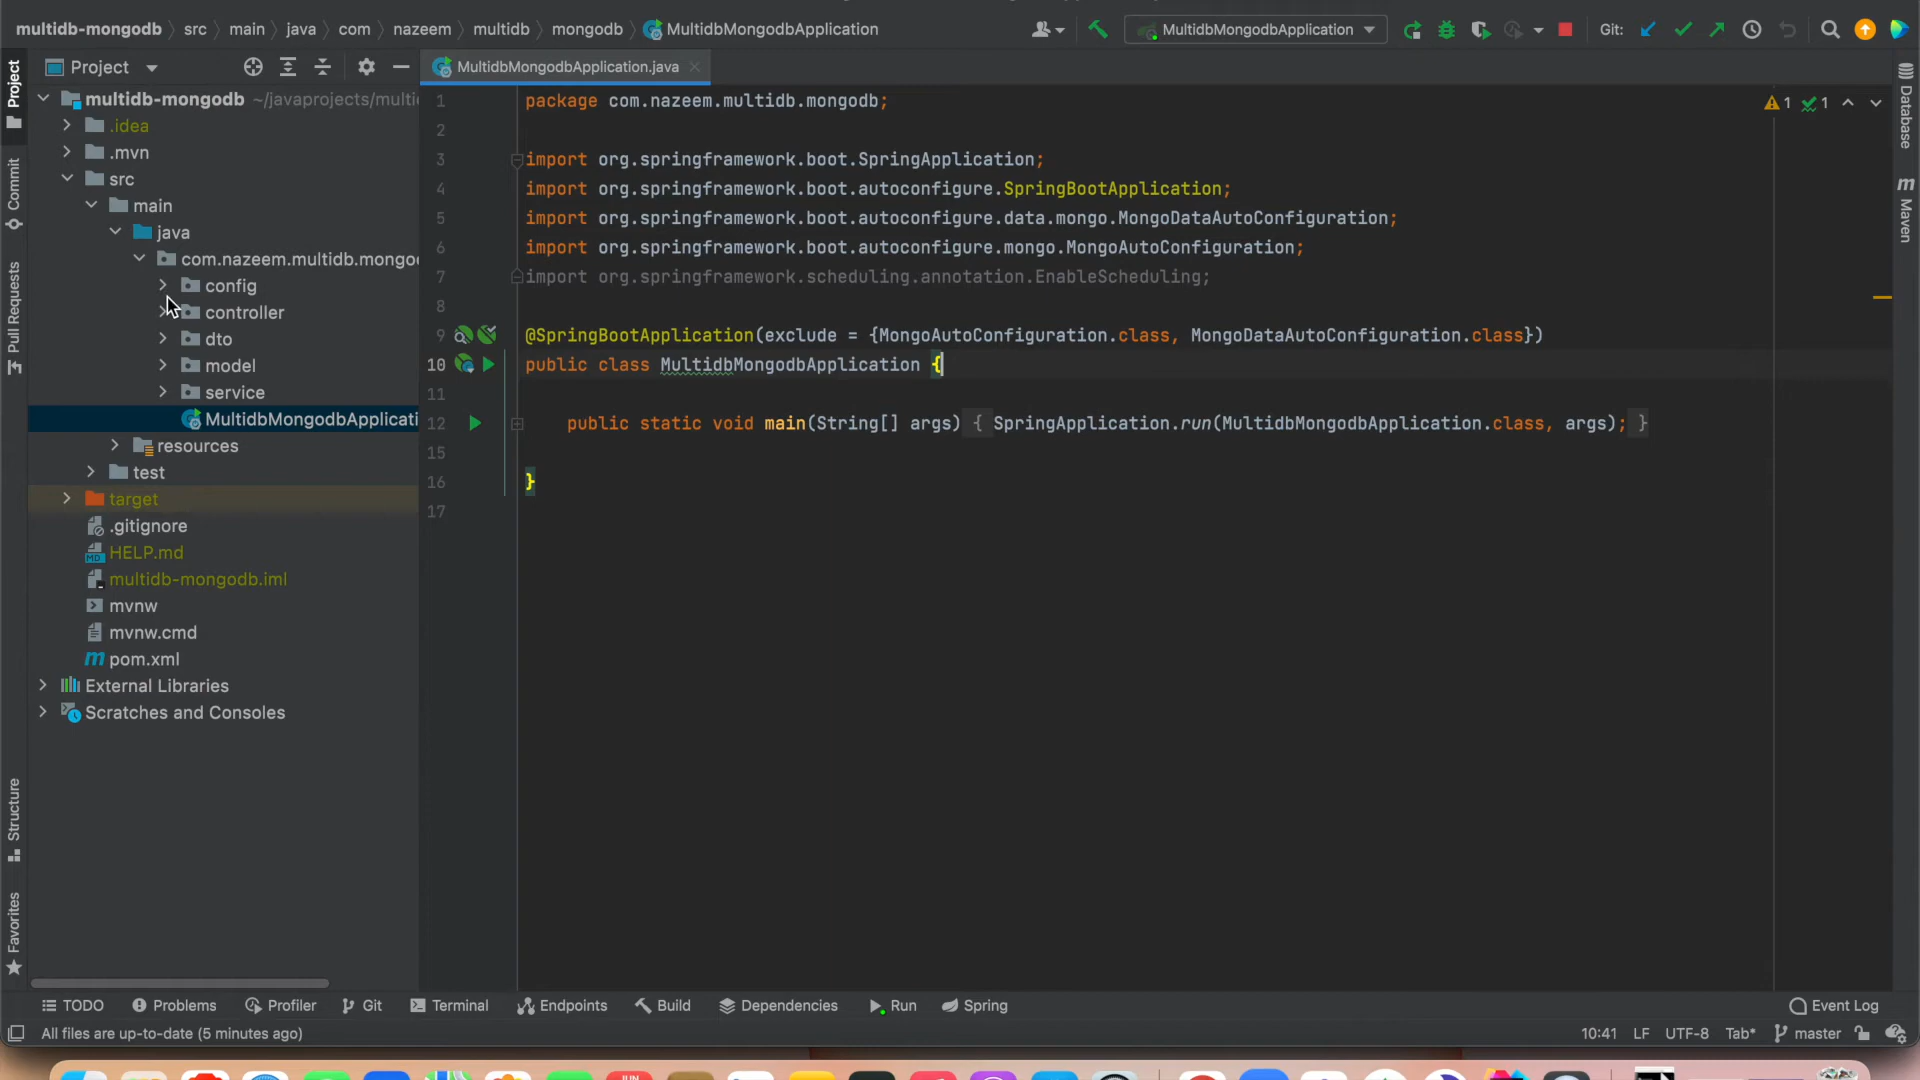 multidb-mongodb src main java com nazeem multidb mongodb MultidbMongodbApplication MultidbMongodbApplication Git:
Project
MultidbMongodbApplication.java
Project
Commit
Pull Requests
Structure
Favorites
multidb-mongodb ~/javaprojects/multi
.idea
.mvn
src
main
java
com.nazeem.multidb.mongo
config
controller
dto
model
service
MultidbMongodbApplicati
resources
test
target
.gitignore
HELP.md
multidb-mongodb.iml
mvnw
mvnw.cmd
pom.xml
External Libraries
Scratches and Consoles
1 package com.nazeem.multidb.mongodb;
2
3 import org.springframework.boot.SpringApplication;
4 import org.springframework.boot.autoconfigure.SpringBootApplication;
5 import org.springframework.boot.autoconfigure.data.mongo.MongoDataAutoConfiguration;
6 import org.springframework.boot.autoconfigure.mongo.MongoAutoConfiguration;
7 import org.springframework.scheduling.annotation.EnableScheduling;
8
9 @SpringBootApplication(exclude = {MongoAutoConfiguration.class, MongoDataAutoConfiguration.class})
10 public class MultidbMongodbApplication {
11
12 public static void main(String[] args) { SpringApplication.run(MultidbMongodbApplication.class, args); }
15
16 }
17
1 1
Database
Maven
TODO Problems Profiler Git Terminal Endpoints Build Dependencies Run Spring Event Log
All files are up-to-date (5 minutes ago) 10:41 LF UTF-8 Tab* master
JUN